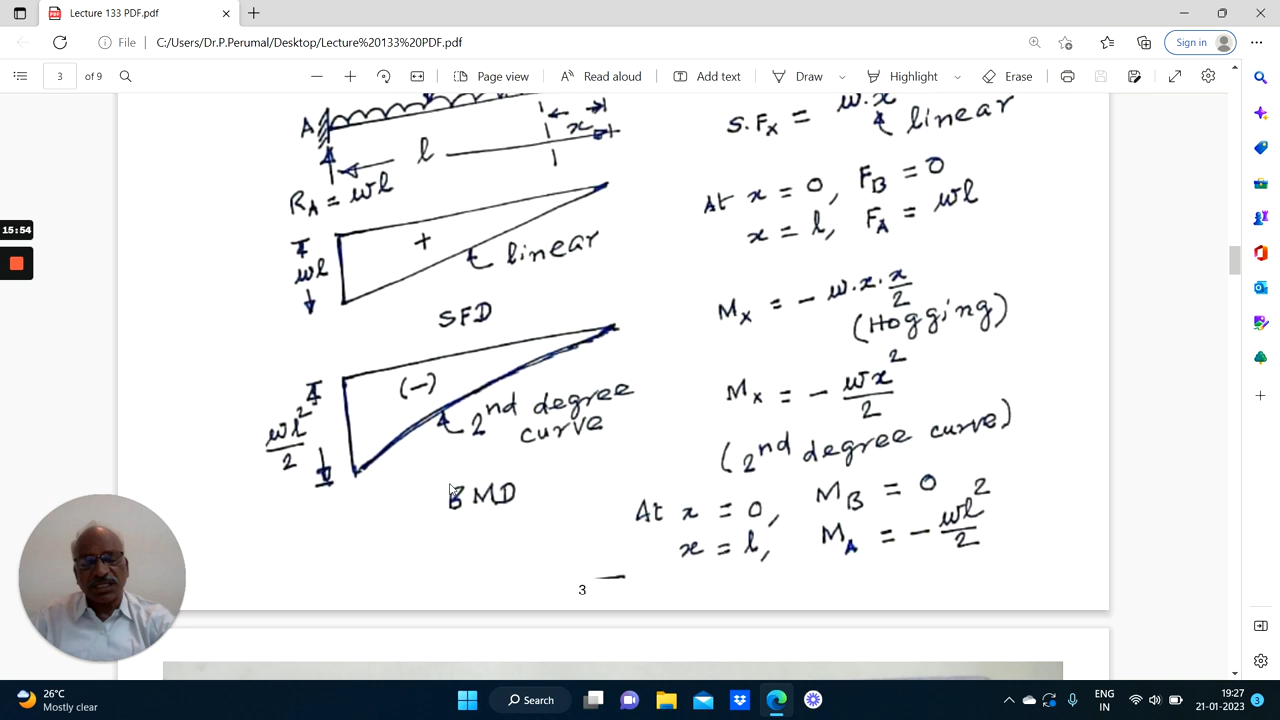 Lecture 133 PDF.pdf
File
C:/Users/Dr.P.Perumal/Desktop/Lecture%20133%20PDF.pdf
Sign in
3 of 9
Page view
Read aloud
Add text
Draw
Highlight
Erase
A
x
l
R_A = wl
S.F_x = w.x
linear
At x = 0, F_B = 0
x = l, F_A = wl
+
wl
linear
SFD
M_x = - w.x. x/2
(Hogging)
(-)
wl²/2
2nd degree
curve
BMD
M_x = - wx²/2
(2nd degree curve)
At x = 0, M_B = 0
x = l, M_A = - wl²/2
3
15:54
26°C
Mostly clear
Search
ENG
IN
19:27
21-01-2023
3